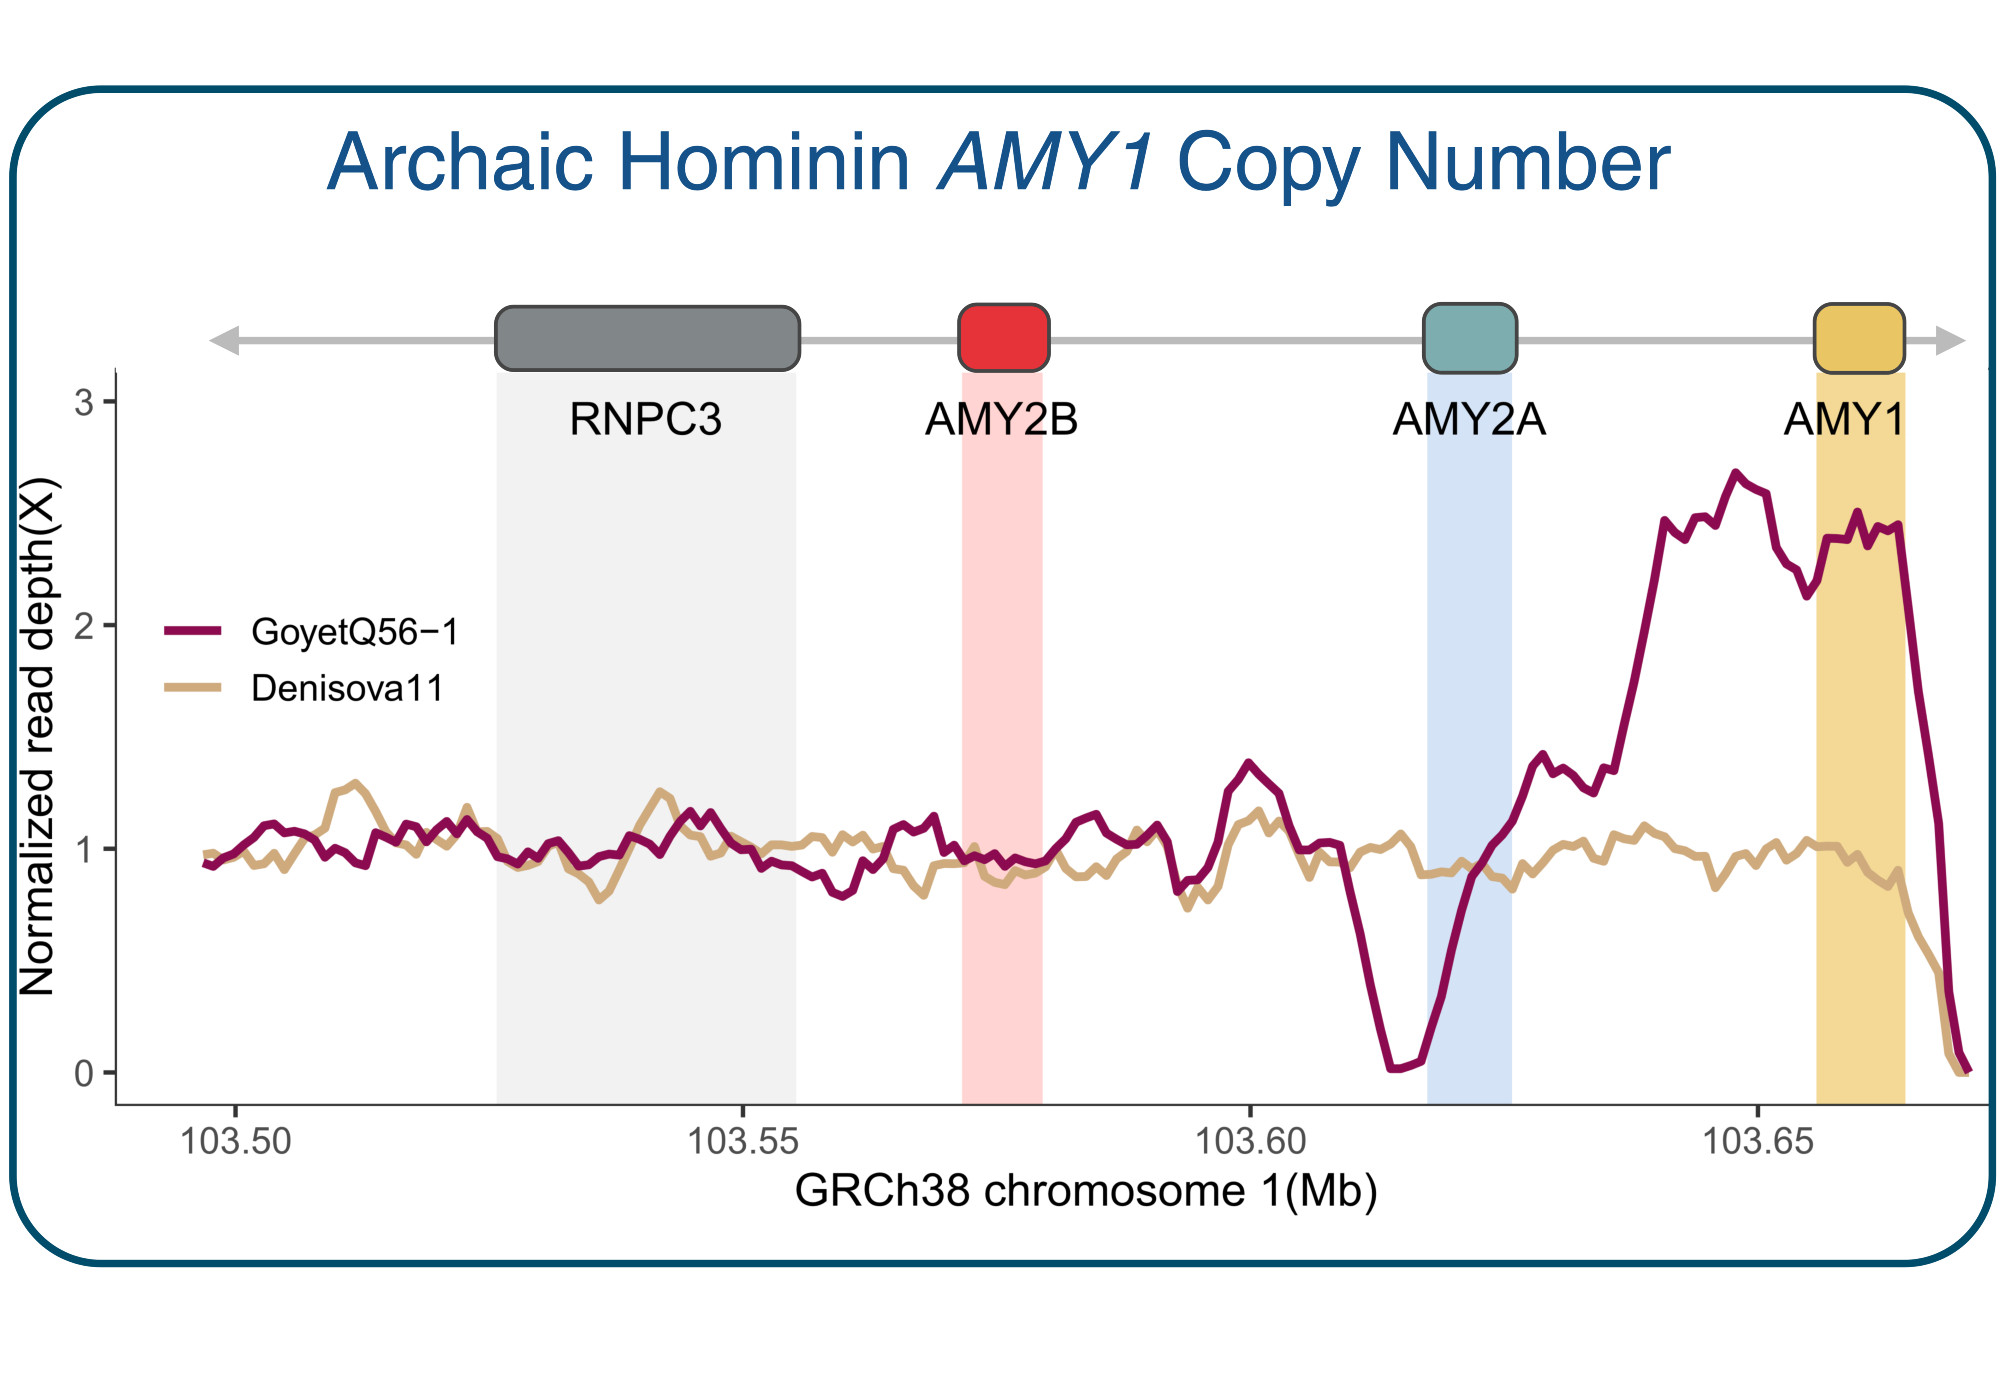 Archaic Hominin AMY1 Copy Number
RNPC3 AMY2B AMY2A AMY1
3
2
1
0
Normalized read depth(X)
GoyetQ56−1
Denisova11
103.50 103.55 103.60 103.65
GRCh38 chromosome 1(Mb)